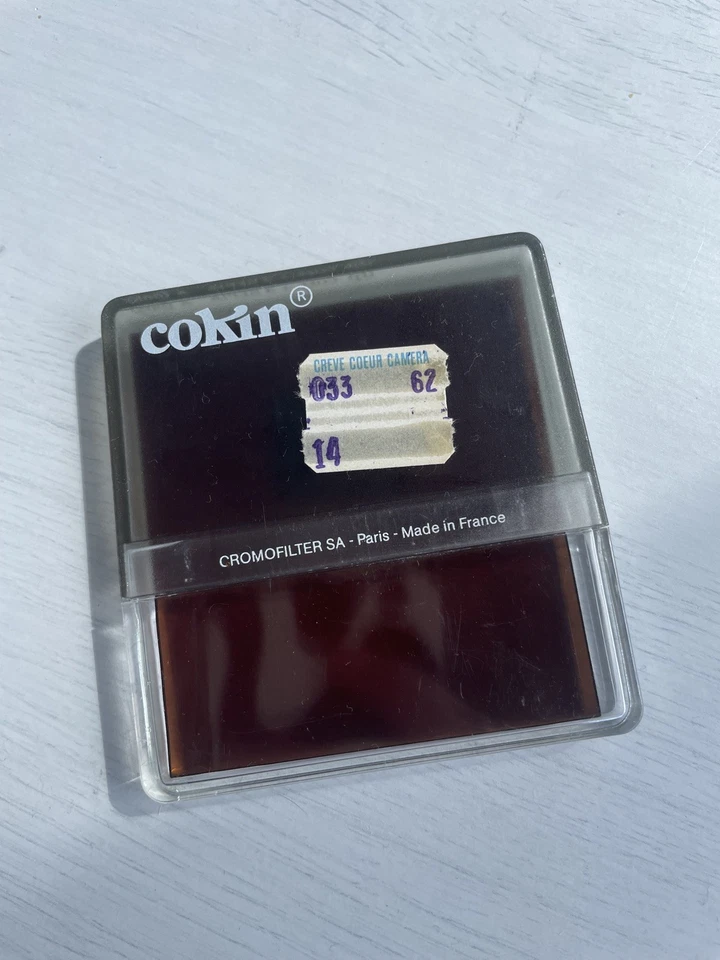 cokin®
CREVE COEUR CAMERA
033 62
14
CROMOFILTER SA - Paris - Made in France